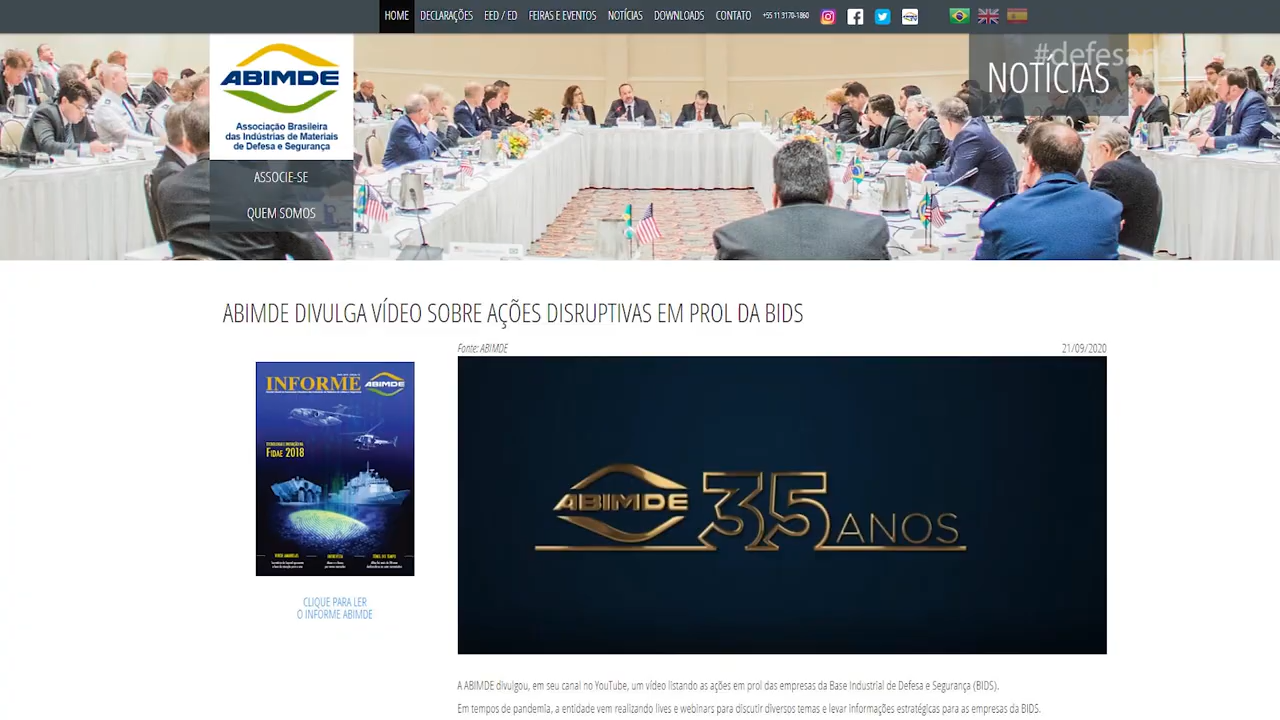 HOME DECLARAÇÕES EED / ED FEIRAS E EVENTOS NOTÍCIAS DOWNLOADS CONTATO +55 11 3170-1860
#defesan
NOTÍCIAS
ABIMDE
Associação Brasileira
das Indústrias de Materiais
de Defesa e Segurança
ASSOCIE-SE
QUEM SOMOS
ABIMDE DIVULGA VÍDEO SOBRE AÇÕES DISRUPTIVAS EM PROL DA BIDS
Fonte: ABIMDE 21/09/2020
INFORME ABIMDE
FIDAE 2018
CLIQUE PARA LER
O INFORME ABIMDE
ABIMDE 35 ANOS
A ABIMDE divulgou, em seu canal no YouTube, um vídeo listando as ações em prol das empresas da Base Industrial de Defesa e Segurança (BIDS).
Em tempos de pandemia, a entidade vem realizando lives e webinars para discutir diversos temas e levar informações estratégicas para as empresas da BIDS.